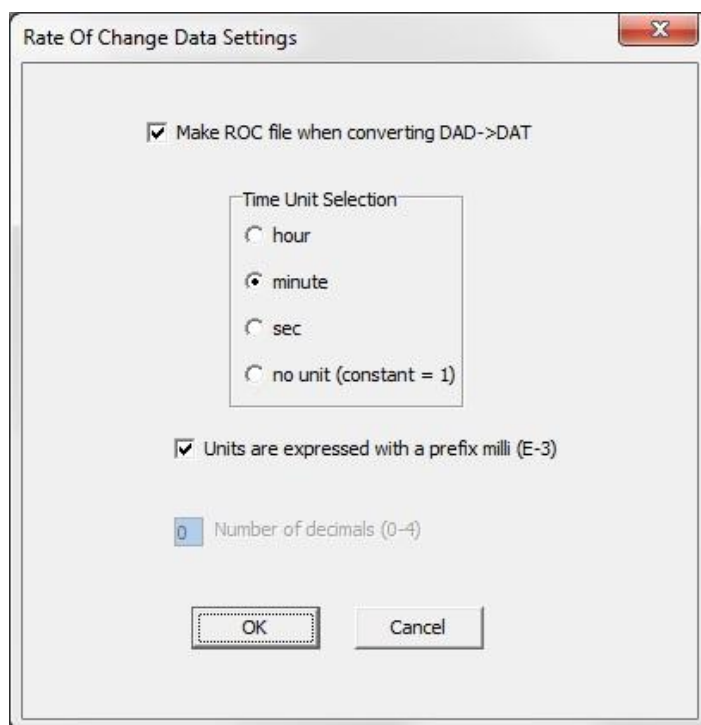 Rate Of Change Data Settings
Make ROC file when converting DAD->DAT
Time Unit Selection
hour
minute
sec
no unit (constant = 1)
Units are expressed with a prefix milli (E-3)
0 Number of decimals (0-4)
OK Cancel